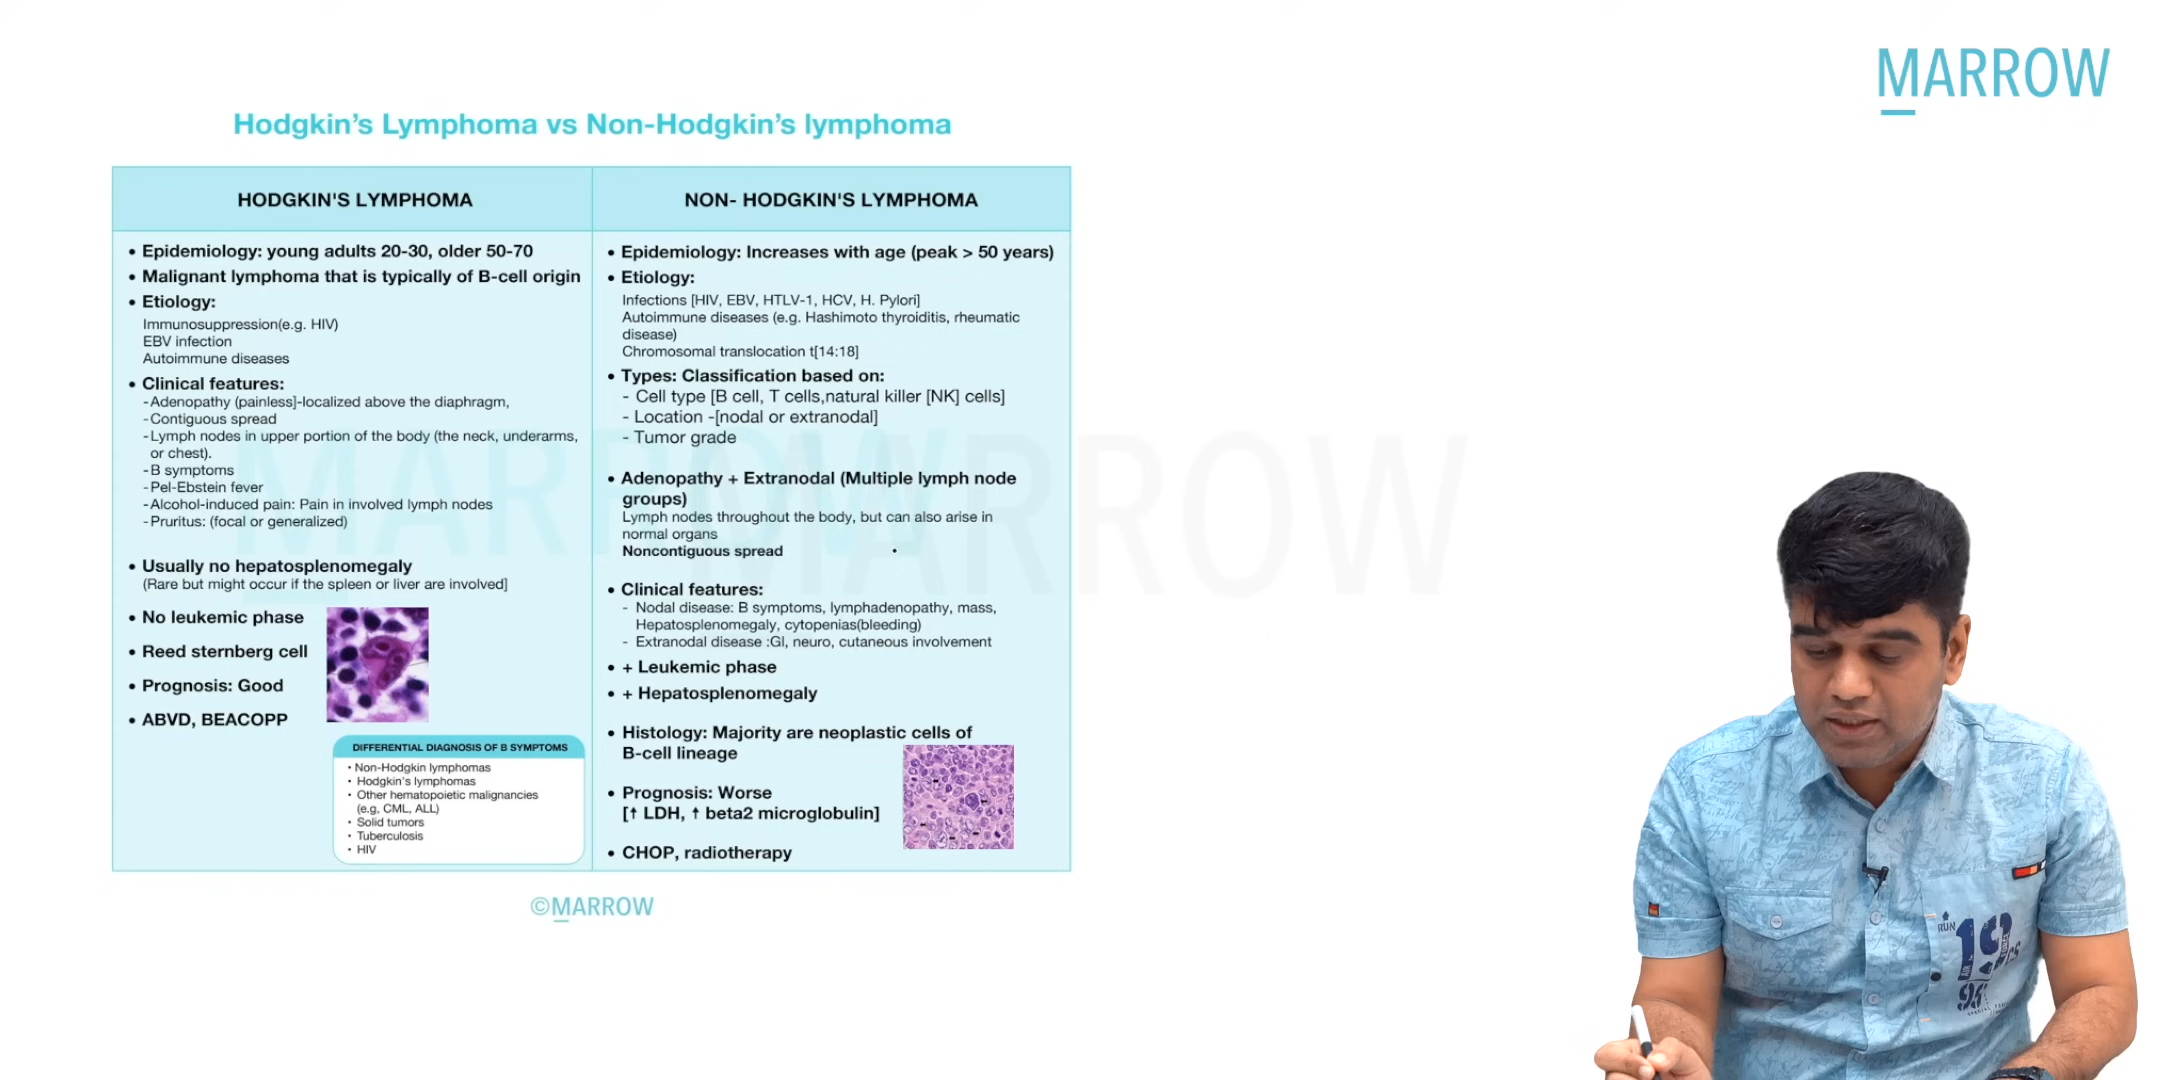 MARROW
Hodgkin's Lymphoma vs Non-Hodgkin's lymphoma
HODGKIN'S LYMPHOMA
• Epidemiology: young adults 20-30, older 50-70
• Malignant lymphoma that is typically of B-cell origin
• Etiology:
Immunosuppression(e.g. HIV)
EBV infection
Autoimmune diseases
• Clinical features:
- Adenopathy (painless]-localized above the diaphragm,
- Contiguous spread
- Lymph nodes in upper portion of the body (the neck, underarms,
or chest).
- B symptoms
- Pel-Ebstein fever
- Alcohol-induced pain: Pain in involved lymph nodes
- Pruritus: (focal or generalized)
• Usually no hepatosplenomegaly
(Rare but might occur if the spleen or liver are involved]
• No leukemic phase
• Reed sternberg cell
• Prognosis: Good
• ABVD, BEACOPP
DIFFERENTIAL DIAGNOSIS OF B SYMPTOMS
• Non-Hodgkin lymphomas
• Hodgkin's lymphomas
• Other hematopoietic malignancies
(e.g, CML, ALL)
• Solid tumors
• Tuberculosis
• HIV
NON- HODGKIN'S LYMPHOMA
• Epidemiology: Increases with age (peak > 50 years)
• Etiology:
Infections [HIV, EBV, HTLV-1, HCV, H. Pylori]
Autoimmune diseases (e.g. Hashimoto thyroiditis, rheumatic
disease)
Chromosomal translocation t[14:18]
• Types: Classification based on:
- Cell type [B cell, T cells,natural killer [NK] cells]
- Location -[nodal or extranodal]
- Tumor grade
• Adenopathy + Extranodal (Multiple lymph node
groups)
Lymph nodes throughout the body, but can also arise in
normal organs
Noncontiguous spread
• Clinical features:
- Nodal disease: B symptoms, lymphadenopathy, mass,
Hepatosplenomegaly, cytopenias(bleeding)
- Extranodal disease :GI, neuro, cutaneous involvement
• + Leukemic phase
• + Hepatosplenomegaly
• Histology: Majority are neoplastic cells of
B-cell lineage
• Prognosis: Worse
[↑ LDH, ↑ beta2 microglobulin]
• CHOP, radiotherapy
©MARROW
MARROW
MARROW
RUN
19
AIR